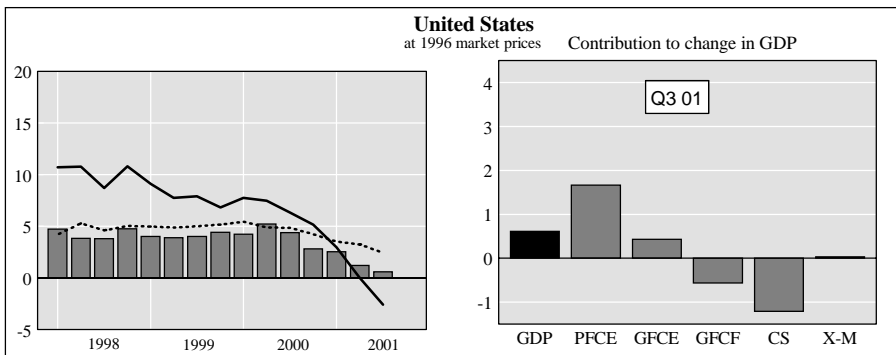 United States
at 1996 market prices
Contribution to change in GDP
20
15
10
5
0
-5
1998 1999 2000 2001
Q3 01
4
3
2
1
0
-1
GDP PFCE GFCE GFCF CS X-M